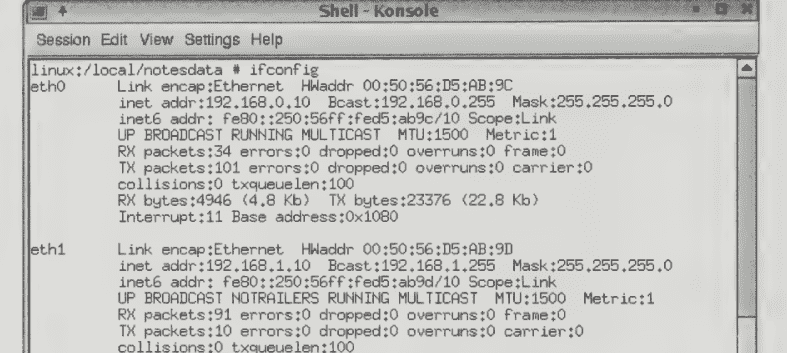 Shell - Konsole
Session Edit View Settings Help
linux:/local/notesdata # ifconfig
eth0 Link encap:Ethernet HWaddr 00:50:56:D5:AB:9C
inet addr:192.168.0.10 Bcast:192.168.0.255 Mask:255.255.255.0
inet6 addr: fe80::250:56ff:fed5:ab9c/10 Scope:Link
UP BROADCAST RUNNING MULTICAST MTU:1500 Metric:1
RX packets:34 errors:0 dropped:0 overruns:0 frame:0
TX packets:101 errors:0 dropped:0 overruns:0 carrier:0
collisions:0 txqueuelen:100
RX bytes:4946 (4.8 Kb) TX bytes:23376 (22.8 Kb)
Interrupt:11 Base address:0x1080
eth1 Link encap:Ethernet HWaddr 00:50:56:D5:AB:9D
inet addr:192.168.1.10 Bcast:192.168.1.255 Mask:255.255.255.0
inet6 addr: fe80::250:56ff:fed5:ab9d/10 Scope:Link
UP BROADCAST NOTRAILERS RUNNING MULTICAST MTU:1500 Metric:1
RX packets:91 errors:0 dropped:0 overruns:0 frame:0
TX packets:10 errors:0 dropped:0 overruns:0 carrier:0
collisions:0 txqueuelen:100